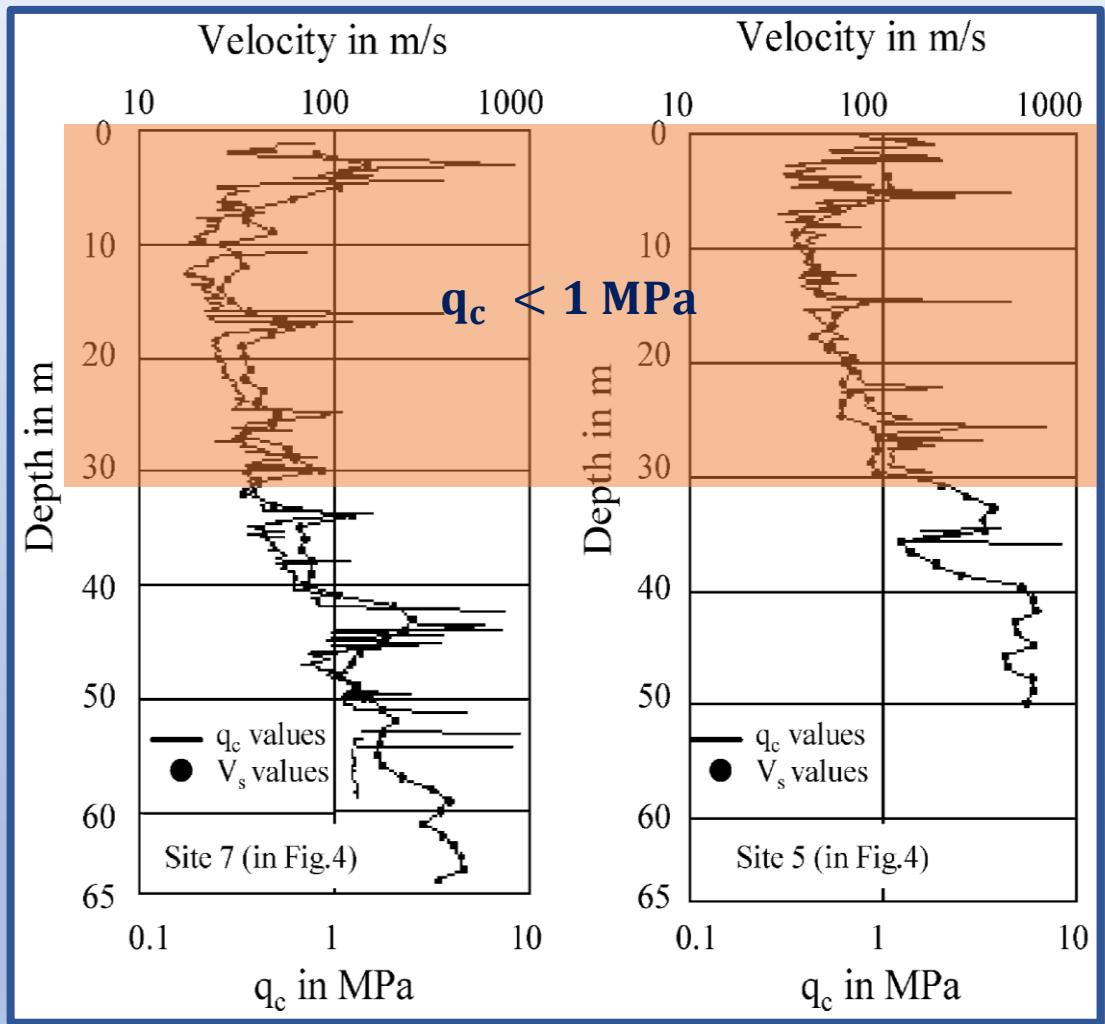 Velocity in m/s
10 100 1000
0
10
20
30
40
50
60
65
Depth in m
q_c values
V_s values
Site 7 (in Fig.4)
0.1 1 10
q_c in MPa
Velocity in m/s
10 100 1000
0
10
20
30
40
50
60
65
Depth in m
q_c values
V_s values
Site 5 (in Fig.4)
0.1 1 10
q_c in MPa
q_c < 1 MPa